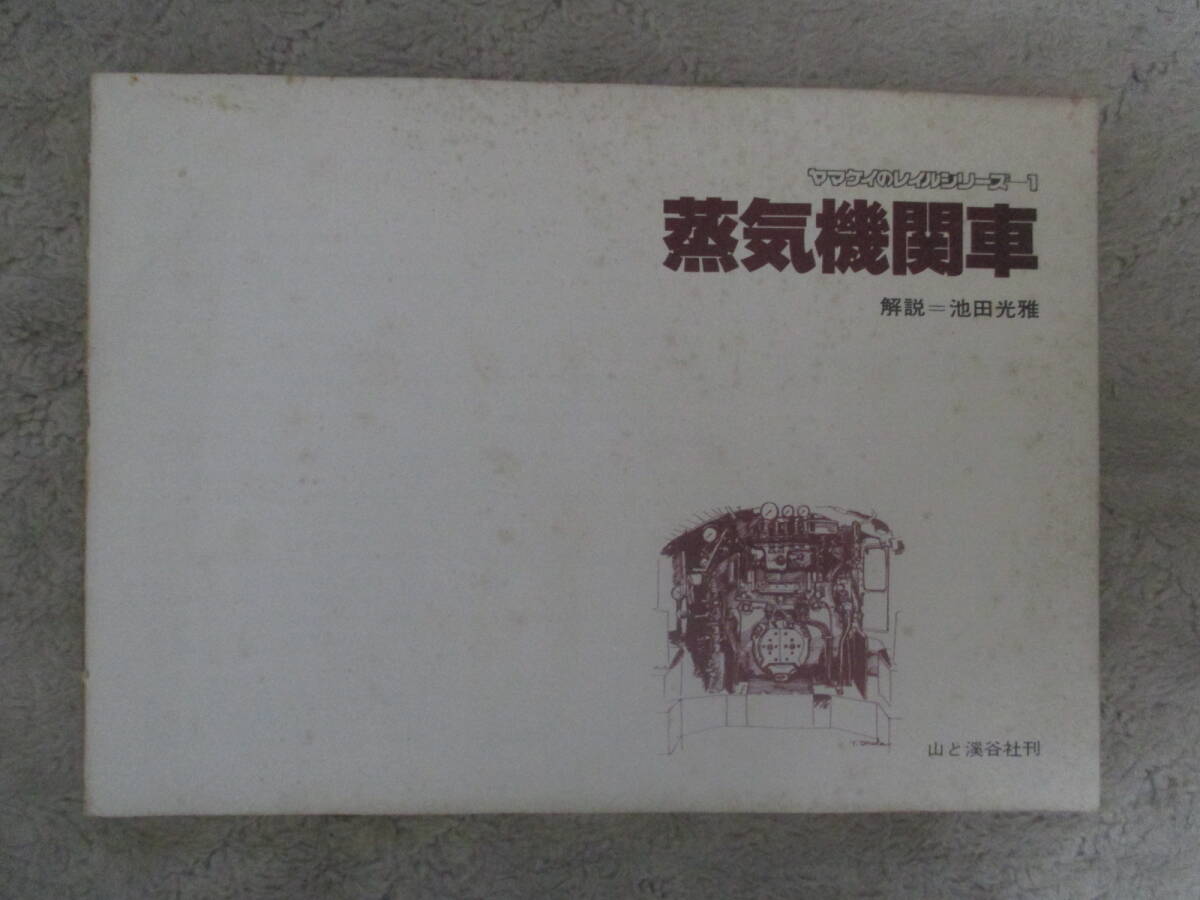 ヤマケイのレイルシリーズ―1
蒸気機関車
解説＝池田光雅
山と溪谷社刊